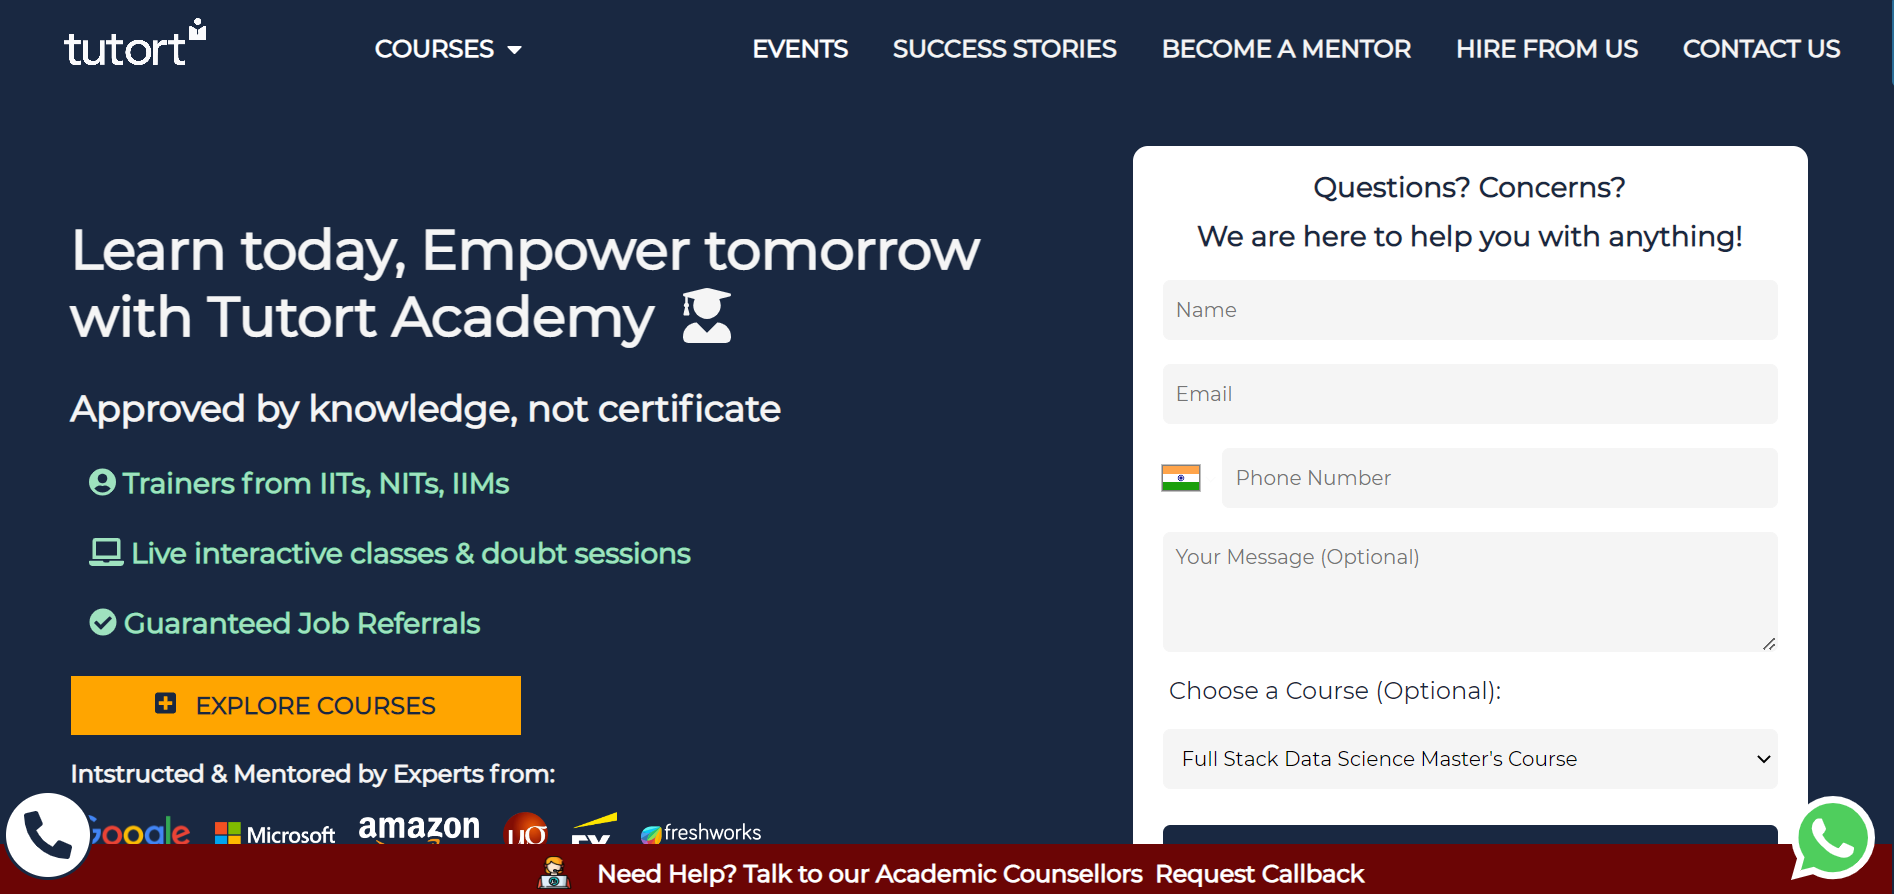 tutort
COURSES
EVENTS
SUCCESS STORIES
BECOME A MENTOR
HIRE FROM US
CONTACT US
Learn today, Empower tomorrow
with Tutort Academy
Approved by knowledge, not certificate
Trainers from IITs, NITs, IIMs
Live interactive classes & doubt sessions
Guaranteed Job Referrals
EXPLORE COURSES
Intstructed & Mentored by Experts from:
Google Microsoft amazon ug EY freshworks
Questions? Concerns?
We are here to help you with anything!
Name
Email
Phone Number
Your Message (Optional)
Choose a Course (Optional):
Full Stack Data Science Master's Course
Need Help? Talk to our Academic Counsellors Request Callback